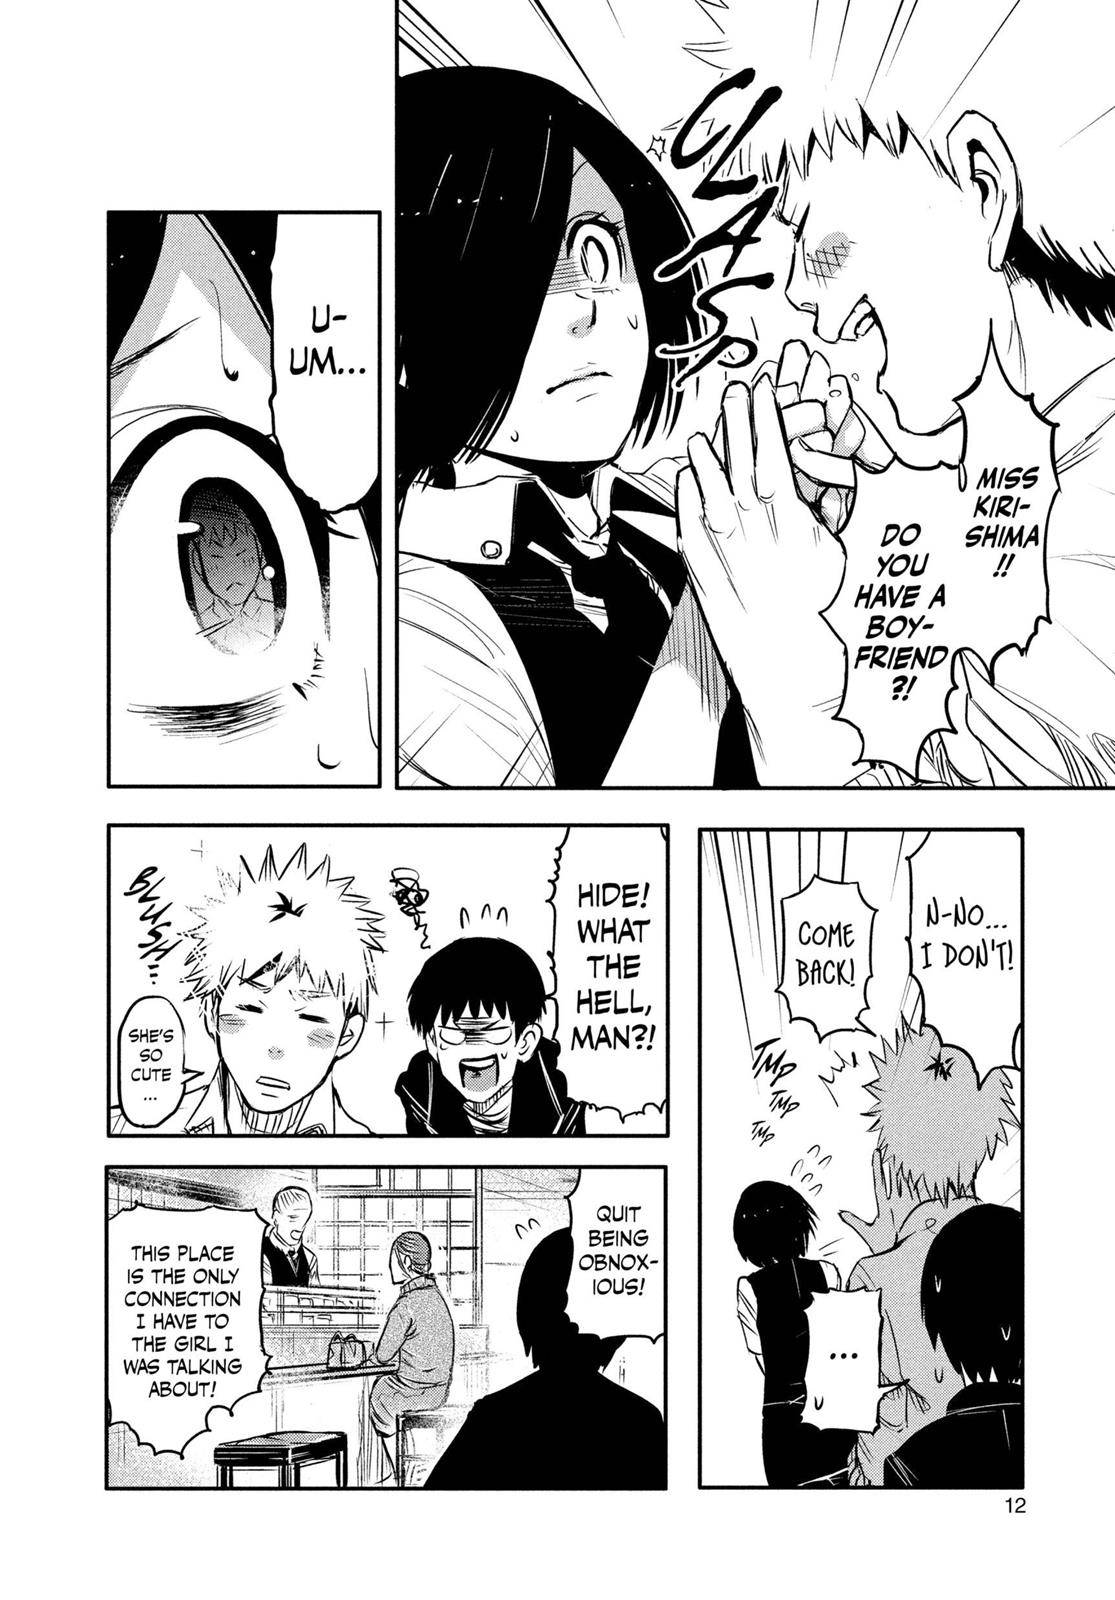 CLASP
MISS
KIRI-
SHIMA
!!
DO
YOU
HAVE A
BOY-
FRIEND
?!
U-
UM...
N-NO...
I DON'T!
COME
BACK!
TMP
TMP
TMP
...
HIDE!
WHAT
THE
HELL,
MAN?!
BLUSH...
SHE'S
SO
CUTE
...
QUIT
BEING
OBNOX-
IOUS!
THIS PLACE
IS THE ONLY
CONNECTION
I HAVE TO
THE GIRL I
WAS TALKING
ABOUT!
12